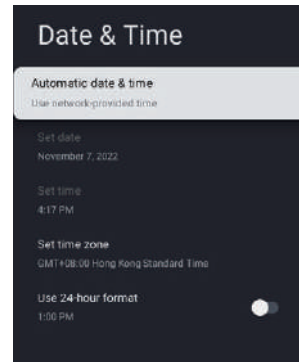 Date & Time
Automatic date & time
Use network-provided time
Set date
November 7, 2022
Set time
4:17 PM
Set time zone
GMT+08:00 Hong Kong Standard Time
Use 24-hour format
1:00 PM